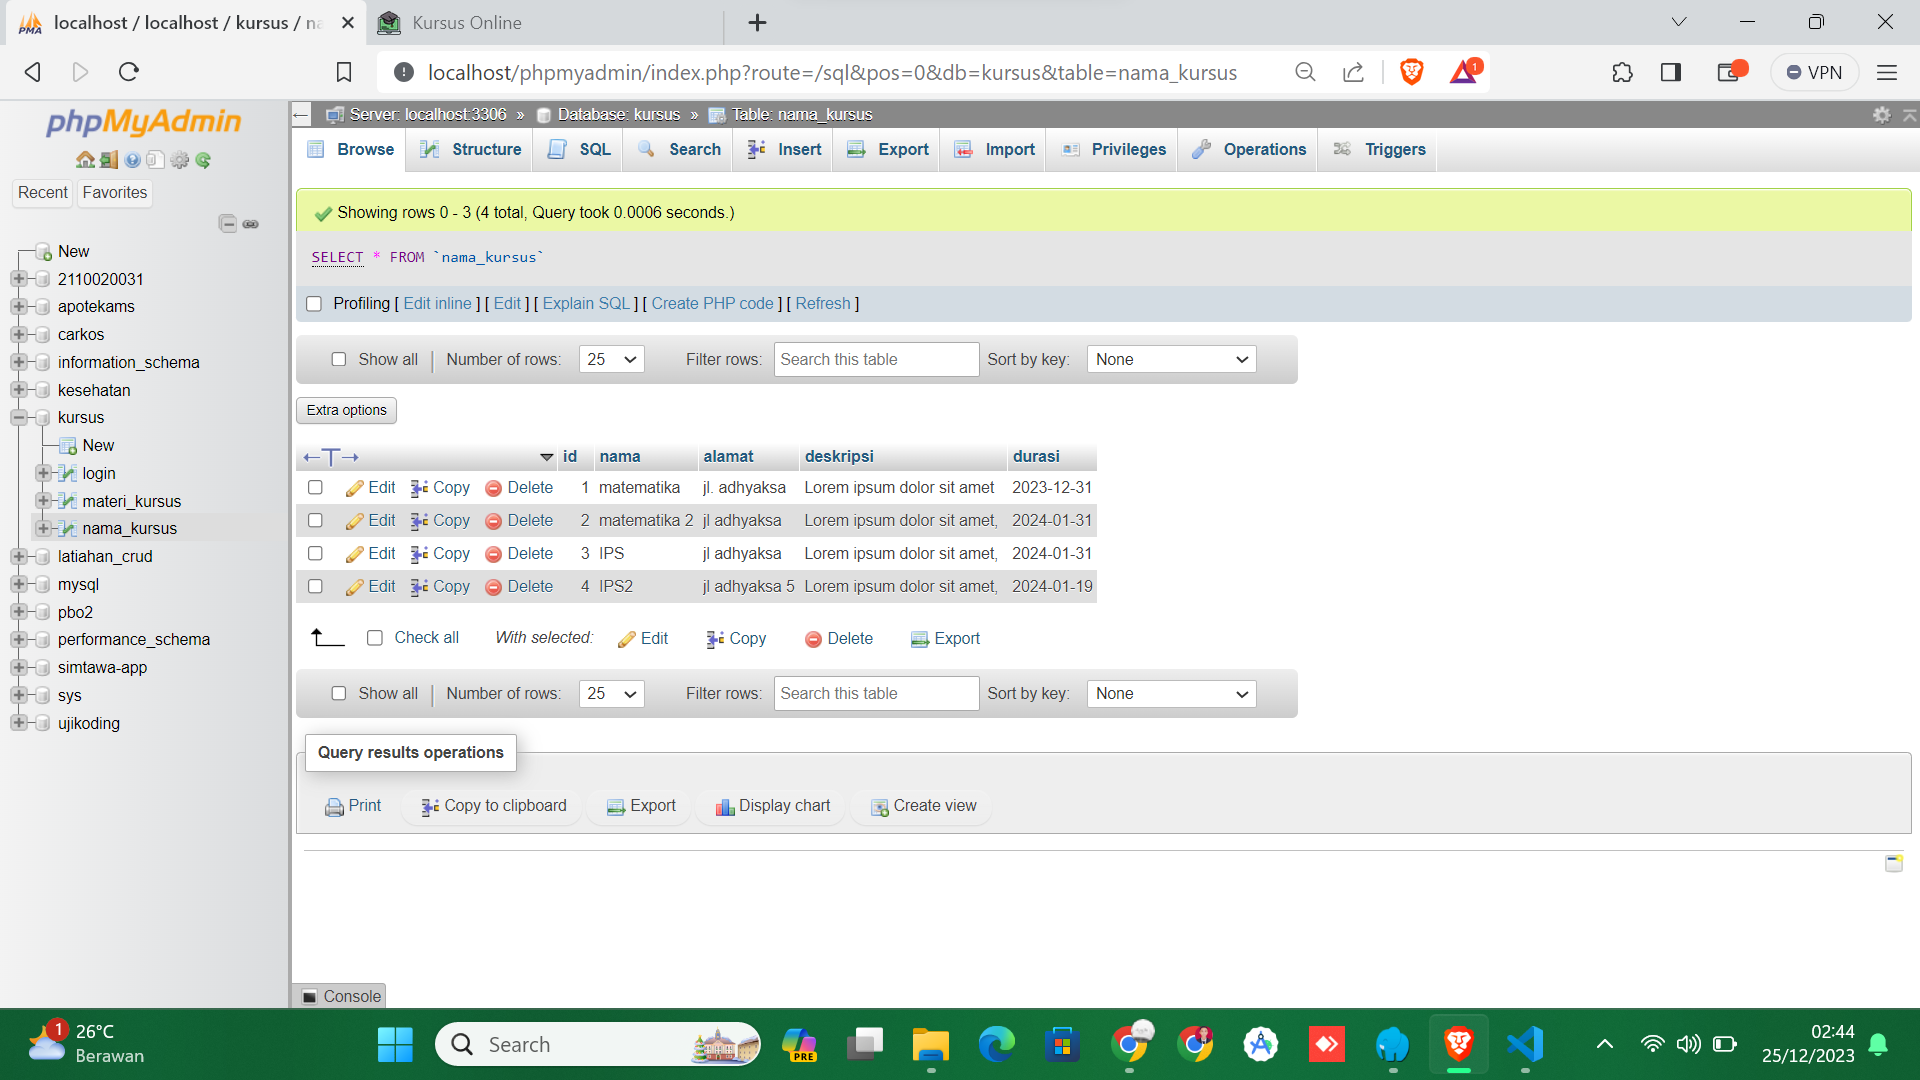 localhost / localhost / kursus / na
Kursus Online
localhost/phpmyadmin/index.php?route=/sql&pos=0&db=kursus&table=nama_kursus
1
VPN
phpMyAdmin
Recent
Favorites
New
2110020031
apotekams
carkos
information_schema
kesehatan
kursus
New
login
materi_kursus
nama_kursus
latiahan_crud
mysql
pbo2
performance_schema
simtawa-app
sys
ujikoding
Server: localhost:3306 » Database: kursus » Table: nama_kursus
Browse Structure SQL Search Insert Export Import Privileges Operations Triggers
Showing rows 0 - 3 (4 total, Query took 0.0006 seconds.)
SELECT * FROM `nama_kursus`
Profiling [ Edit inline ] [ Edit ] [ Explain SQL ] [ Create PHP code ] [ Refresh ]
Show all Number of rows: 25 Filter rows: Search this table Sort by key: None
Extra options
id nama alamat deskripsi durasi
Edit Copy Delete 1 matematika jl. adhyaksa Lorem ipsum dolor sit amet 2023-12-31
Edit Copy Delete 2 matematika 2 jl adhyaksa Lorem ipsum dolor sit amet, 2024-01-31
Edit Copy Delete 3 IPS jl adhyaksa Lorem ipsum dolor sit amet, 2024-01-31
Edit Copy Delete 4 IPS2 jl adhyaksa 5 Lorem ipsum dolor sit amet, 2024-01-19
Check all With selected: Edit Copy Delete Export
Show all Number of rows: 25 Filter rows: Search this table Sort by key: None
Query results operations
Print Copy to clipboard Export Display chart Create view
Console
1
26°C
Berawan
Search
PRE
02:44
25/12/2023